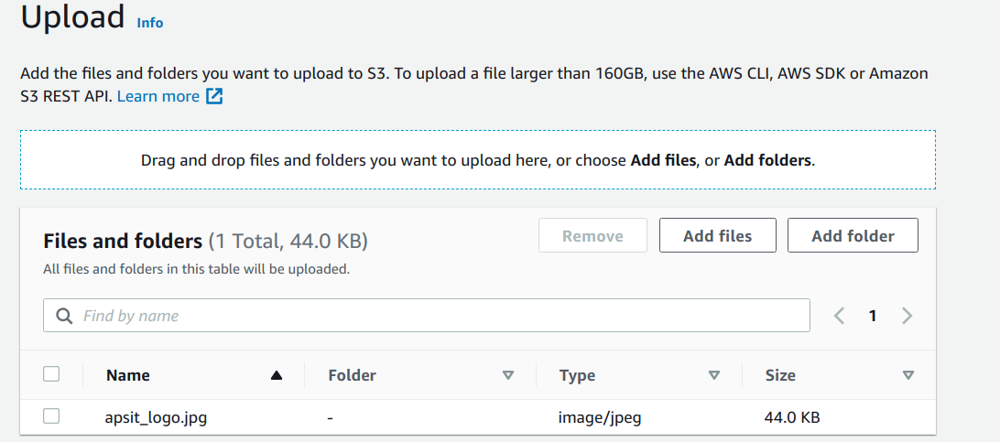 Upload Info
Add the files and folders you want to upload to S3. To upload a file larger than 160GB, use the AWS CLI, AWS SDK or Amazon
S3 REST API. Learn more
Drag and drop files and folders you want to upload here, or choose Add files, or Add folders.
Files and folders (1 Total, 44.0 KB)
Remove Add files Add folder
All files and folders in this table will be uploaded.
Find by name 1
Name Folder Type Size
apsit_logo.jpg - image/jpeg 44.0 KB